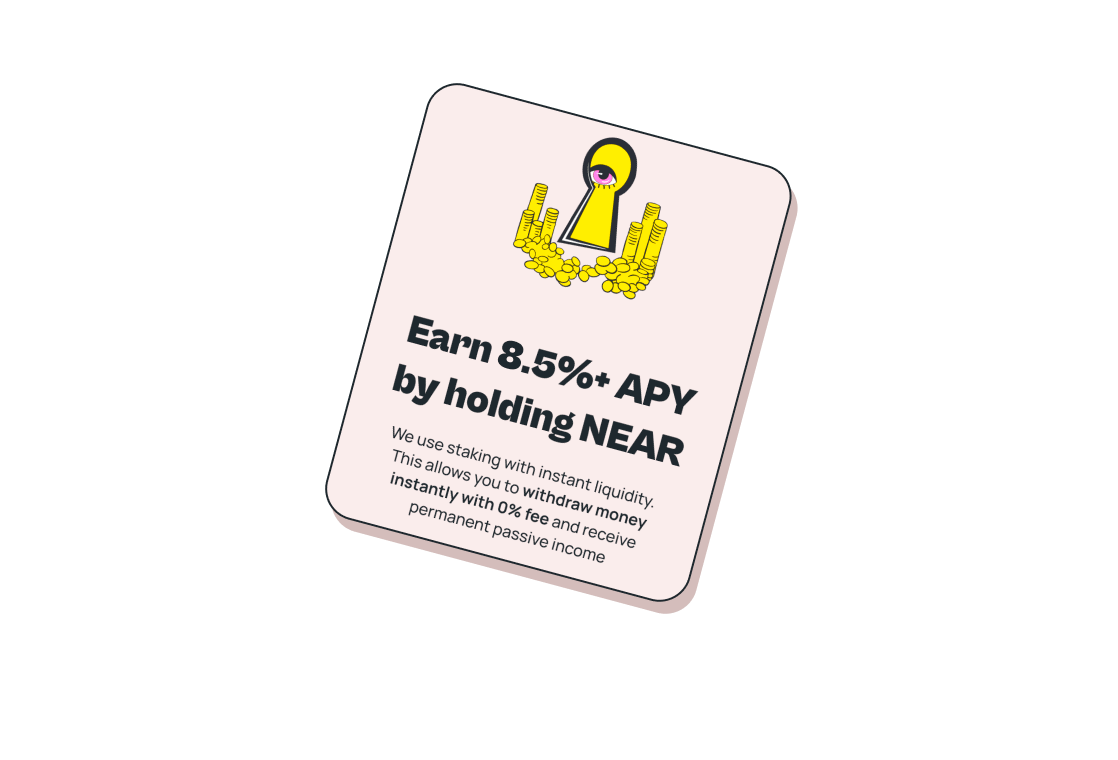 Earn 8.5%+ APY
by holding NEAR
We use staking with instant liquidity.
This allows you to withdraw money
instantly with 0% fee and receive
permanent passive income